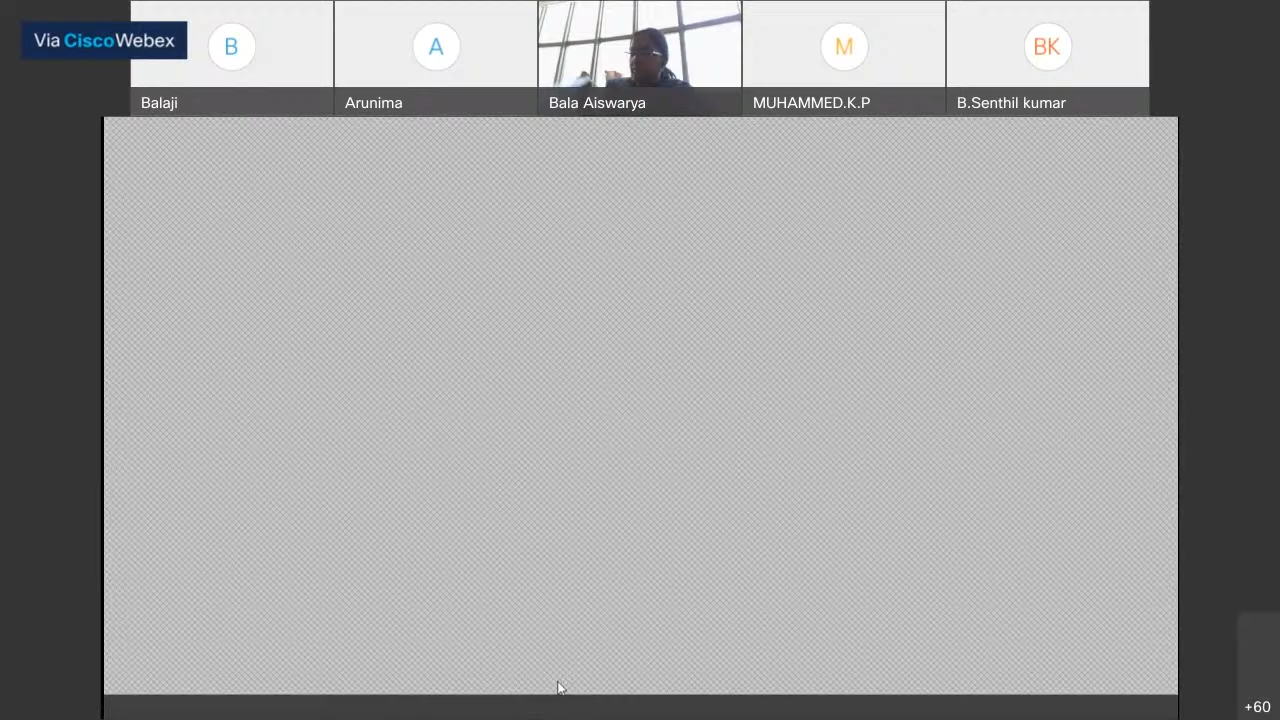 Via CiscoWebex
B
A
M
BK
Balaji
Arunima
Bala Aiswarya
MUHAMMED.K.P
B.Senthil kumar
+60